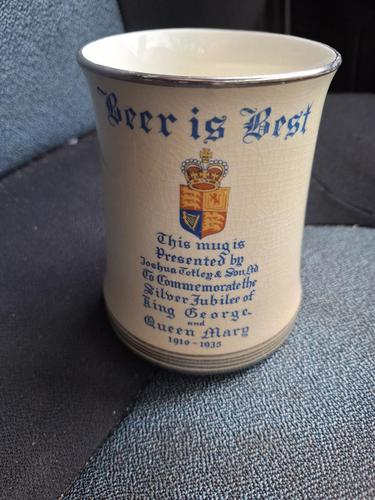 Beer is Best
This mug is
Presented by
Joshua Tetley & Son Ltd
To Commemorate the
Silver Jubilee of
King George
and
Queen Mary
1910-1935